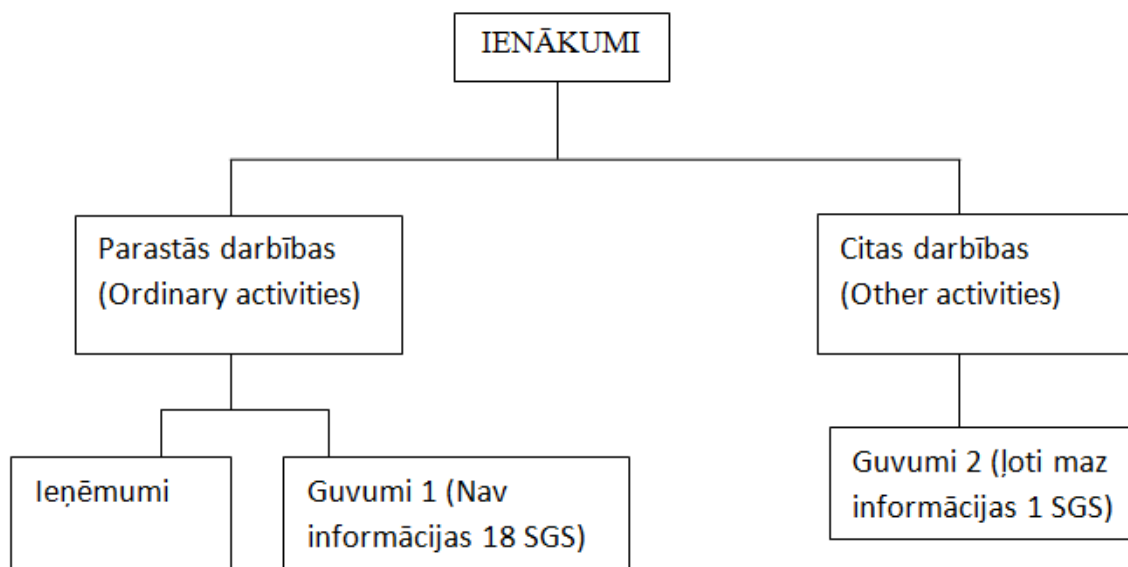 IENĀKUMI
Parastās darbības
(Ordinary activities)
Citas darbības
(Other activities)
Ieņēmumi
Guvumi 1 (Nav
informācijas 18 SGS)
Guvumi 2 (ļoti maz
informācijas 1 SGS)